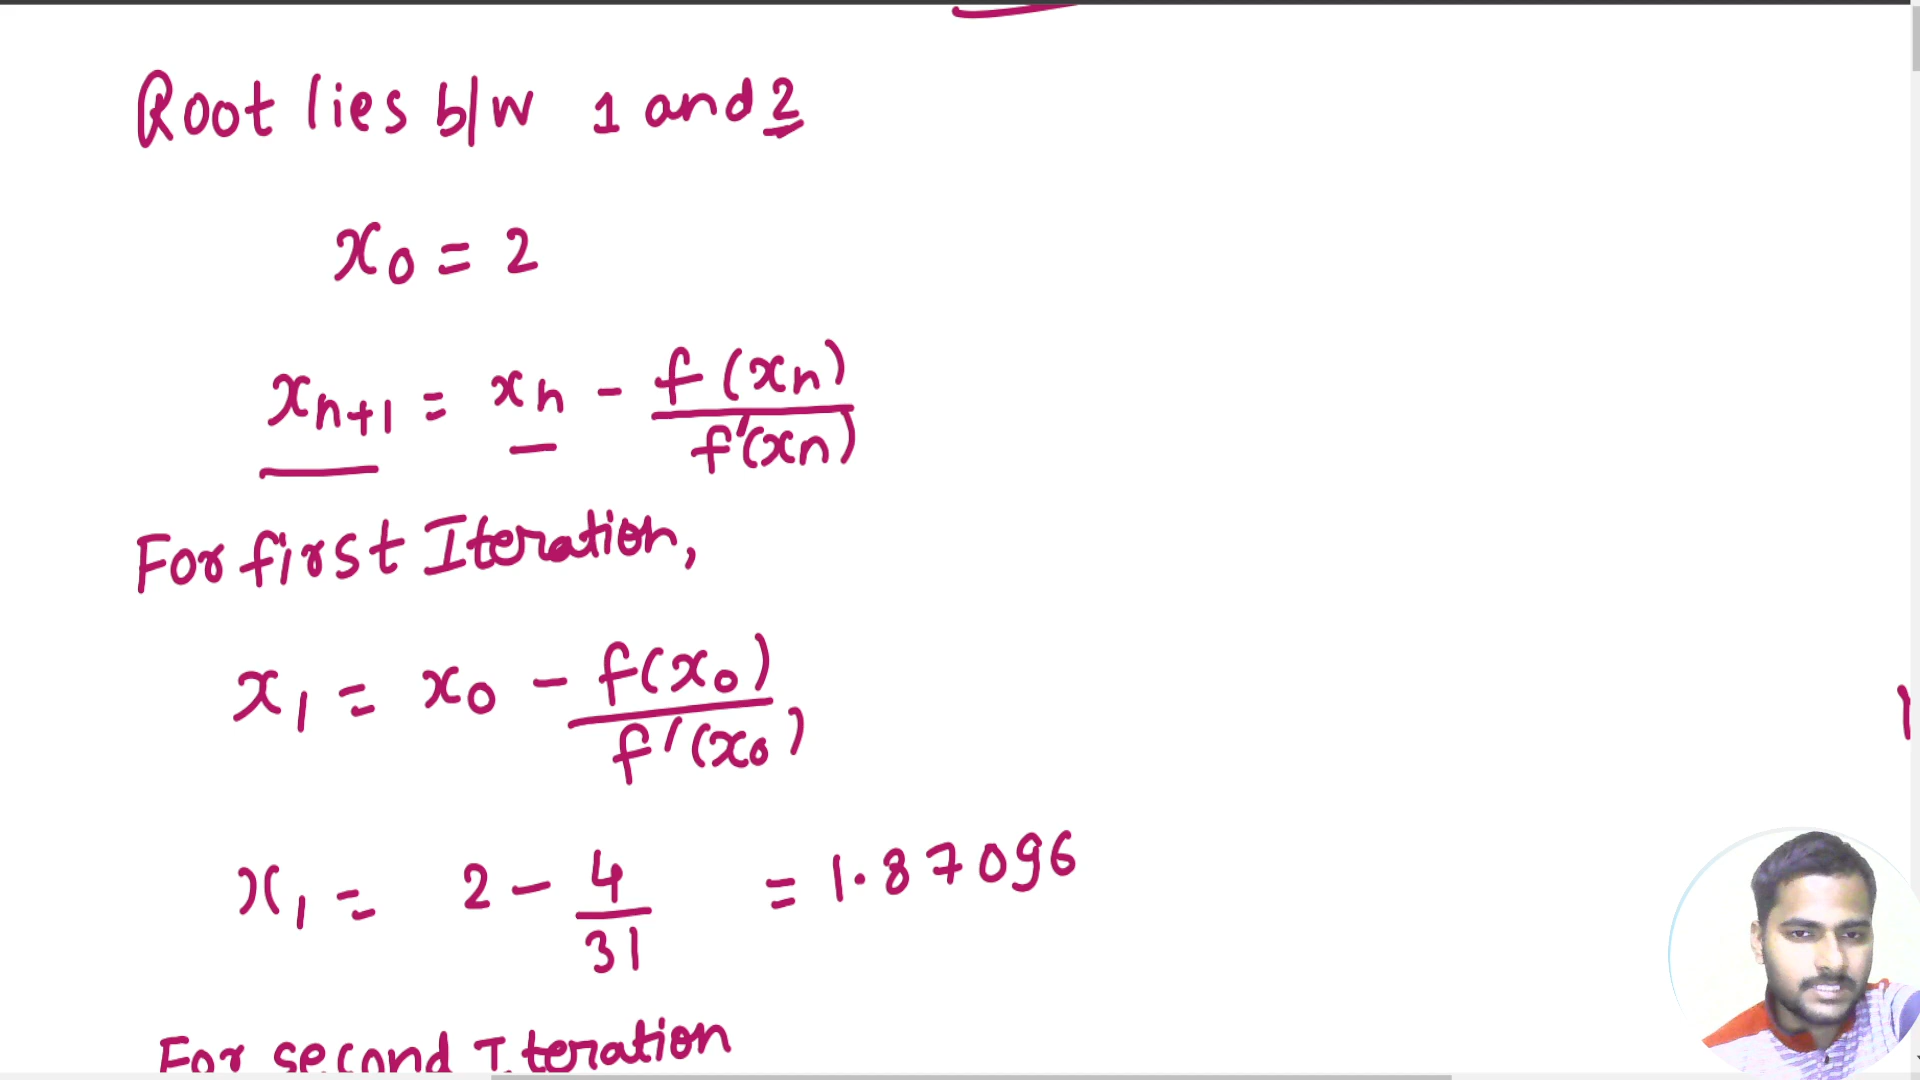 Root lies b/w 1 and 2
x₀ = 2
xₙ₊₁ = xₙ - f(xₙ) / f'(xₙ)
For first Iteration,
x₁ = x₀ - f(x₀) / f'(x₀)
x₁ = 2 - 4/31 = 1.87096
For second Iteration